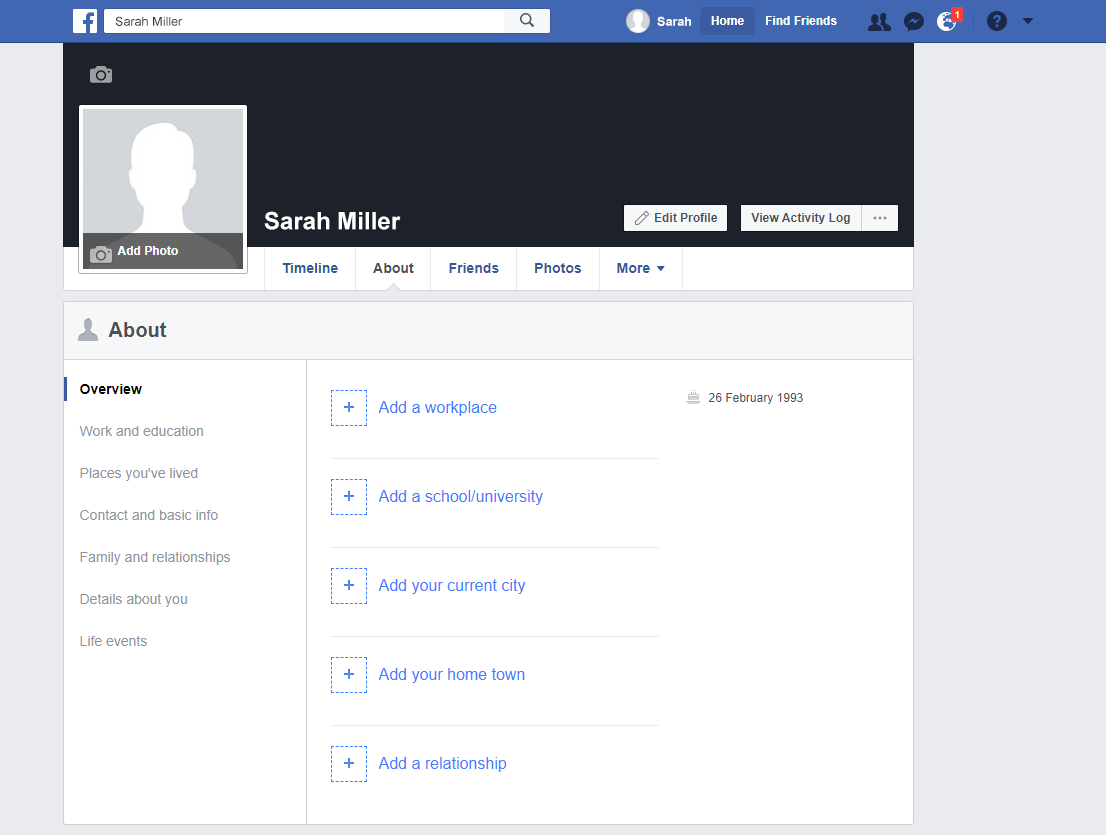 Sarah Miller
Sarah
Home
Find Friends
1
?
Add Photo
Sarah Miller
Edit Profile
View Activity Log
Timeline
About
Friends
Photos
More
About
Overview
Work and education
Places you've lived
Contact and basic info
Family and relationships
Details about you
Life events
+ Add a workplace
+ Add a school/university
+ Add your current city
+ Add your home town
+ Add a relationship
26 February 1993